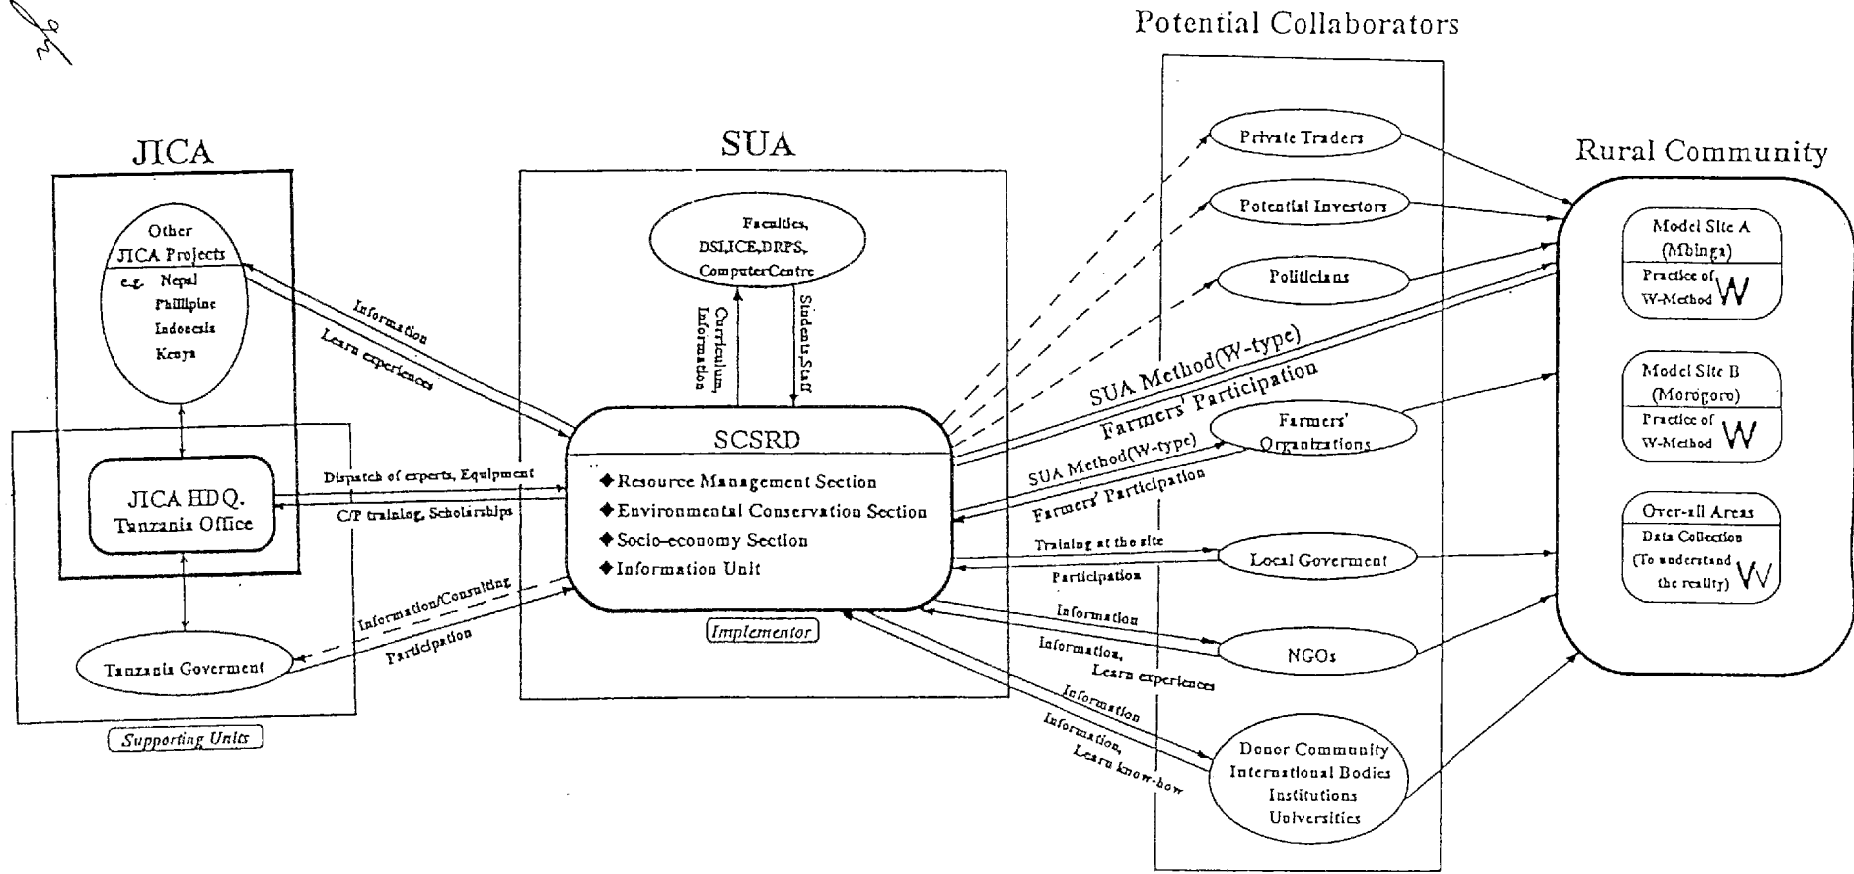 Potential Collaborators
JICA
SUA
Rural Community
Other
JICA Projects
e.g. Nepal
Phillipine
Indonesia
Kenya
Information
Learn experiences
JICA HDQ.
Tanzania Office
Dispatch of experts, Equipment
C/P training, Scholarships
Information/Consulting
Participation
Tanzania Goverment
Supporting Units
Faculties,
DSLICE,DRPS,
ComputerCentre
Curriculum,
Information
Students,Staff
SCSRD
◆Resource Management Section
◆Environmental Conservation Section
◆Socio-economy Section
◆Information Unit
Implementor
SUA Method(W-type)
Farmers' Participation
SUA Method(W-type)
Farmers' Participation
Training at the site
Participation
Information
Information,
Learn experiences
Information
Information,
Learn know-how
Private Traders
Potential Investors
Politicians
Farmers'
Organizations
Local Goverment
NGOs
Donor Community
International Bodies
Institutions
Universities
Model Site A
(Mbinga)
Practice of
W-Method W
Model Site B
(Morogoro)
Practice of
W-Method W
Over-all Areas
Data Collection
(To understand
the reality) W